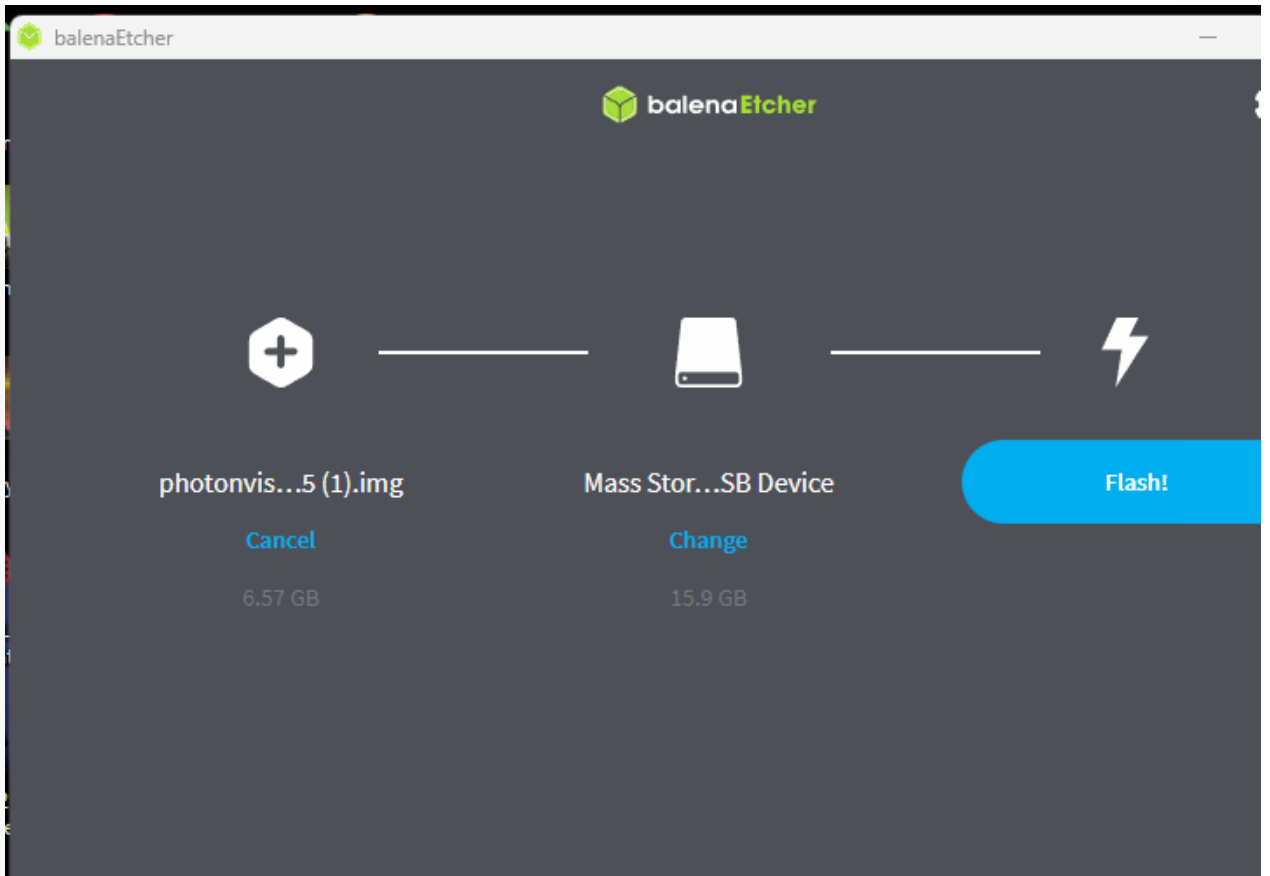 balenaEtcher
balenaEtcher
photonvis...5 (1).img
Mass Stor...SB Device
Flash!
Cancel
Change
6.57 GB
15.9 GB